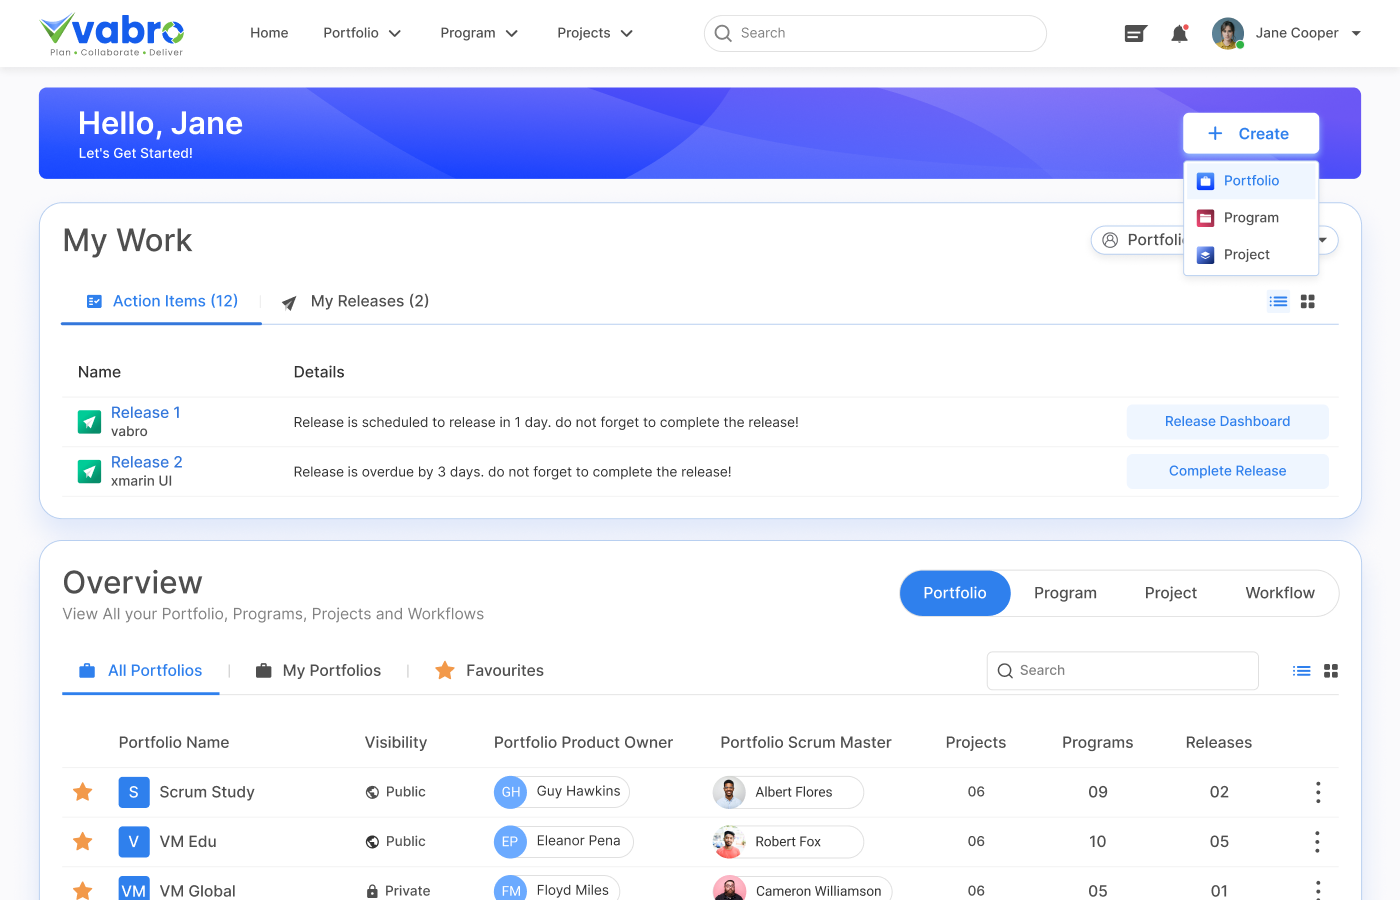 vabro
Plan • Collaborate • Deliver
Home
Portfolio
Program
Projects
Search
Jane Cooper
Hello, Jane
Let's Get Started!
Create
Portfolio
Program
Project
My Work
Portfoli
Action Items (12)
My Releases (2)
Name Details
Release 1
vabro
Release is scheduled to release in 1 day. do not forget to complete the release!
Release Dashboard
Release 2
xmarin UI
Release is overdue by 3 days. do not forget to complete the release!
Complete Release
Overview
View All your Portfolio, Programs, Projects and Workflows
Portfolio Program Project Workflow
All Portfolios
My Portfolios
Favourites
Search
Portfolio Name Visibility Portfolio Product Owner Portfolio Scrum Master Projects Programs Releases
S Scrum Study Public GH Guy Hawkins Albert Flores 06 09 02
V VM Edu Public EP Eleanor Pena Robert Fox 06 10 05
VM VM Global Private FM Floyd Miles Cameron Williamson 06 05 01